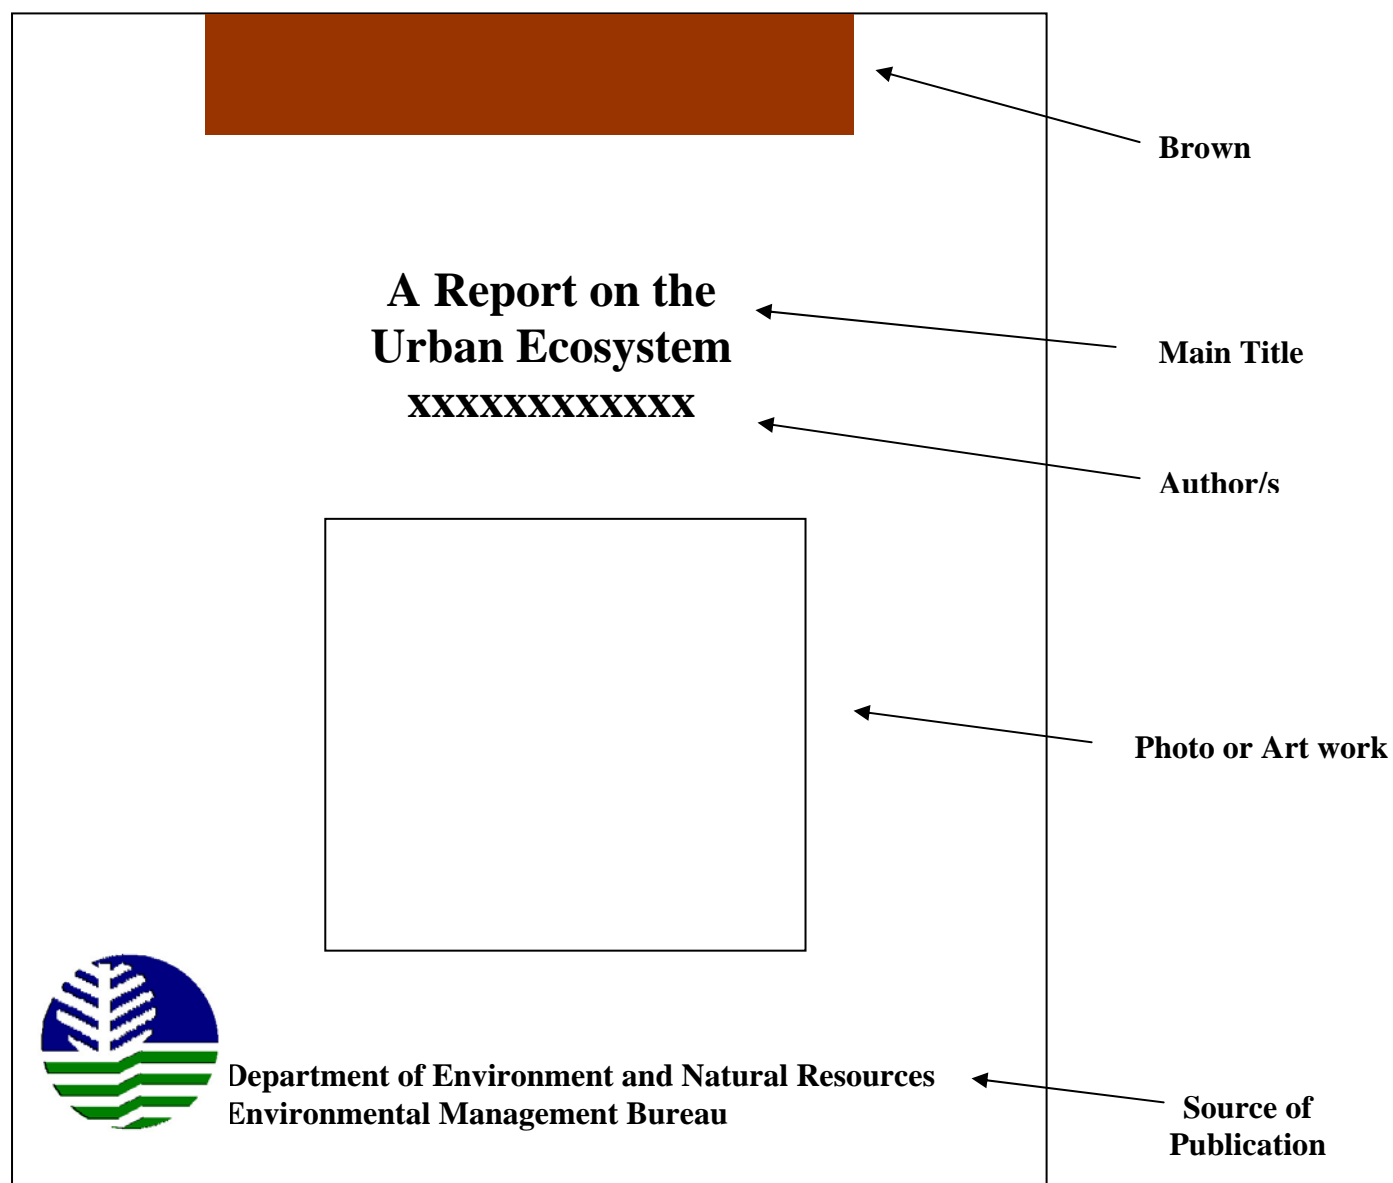 Brown
A Report on the
Urban Ecosystem
xxxxxxxxxxxx
Main Title
Author/s
Photo or Art work
Department of Environment and Natural Resources
Environmental Management Bureau
Source of
Publication